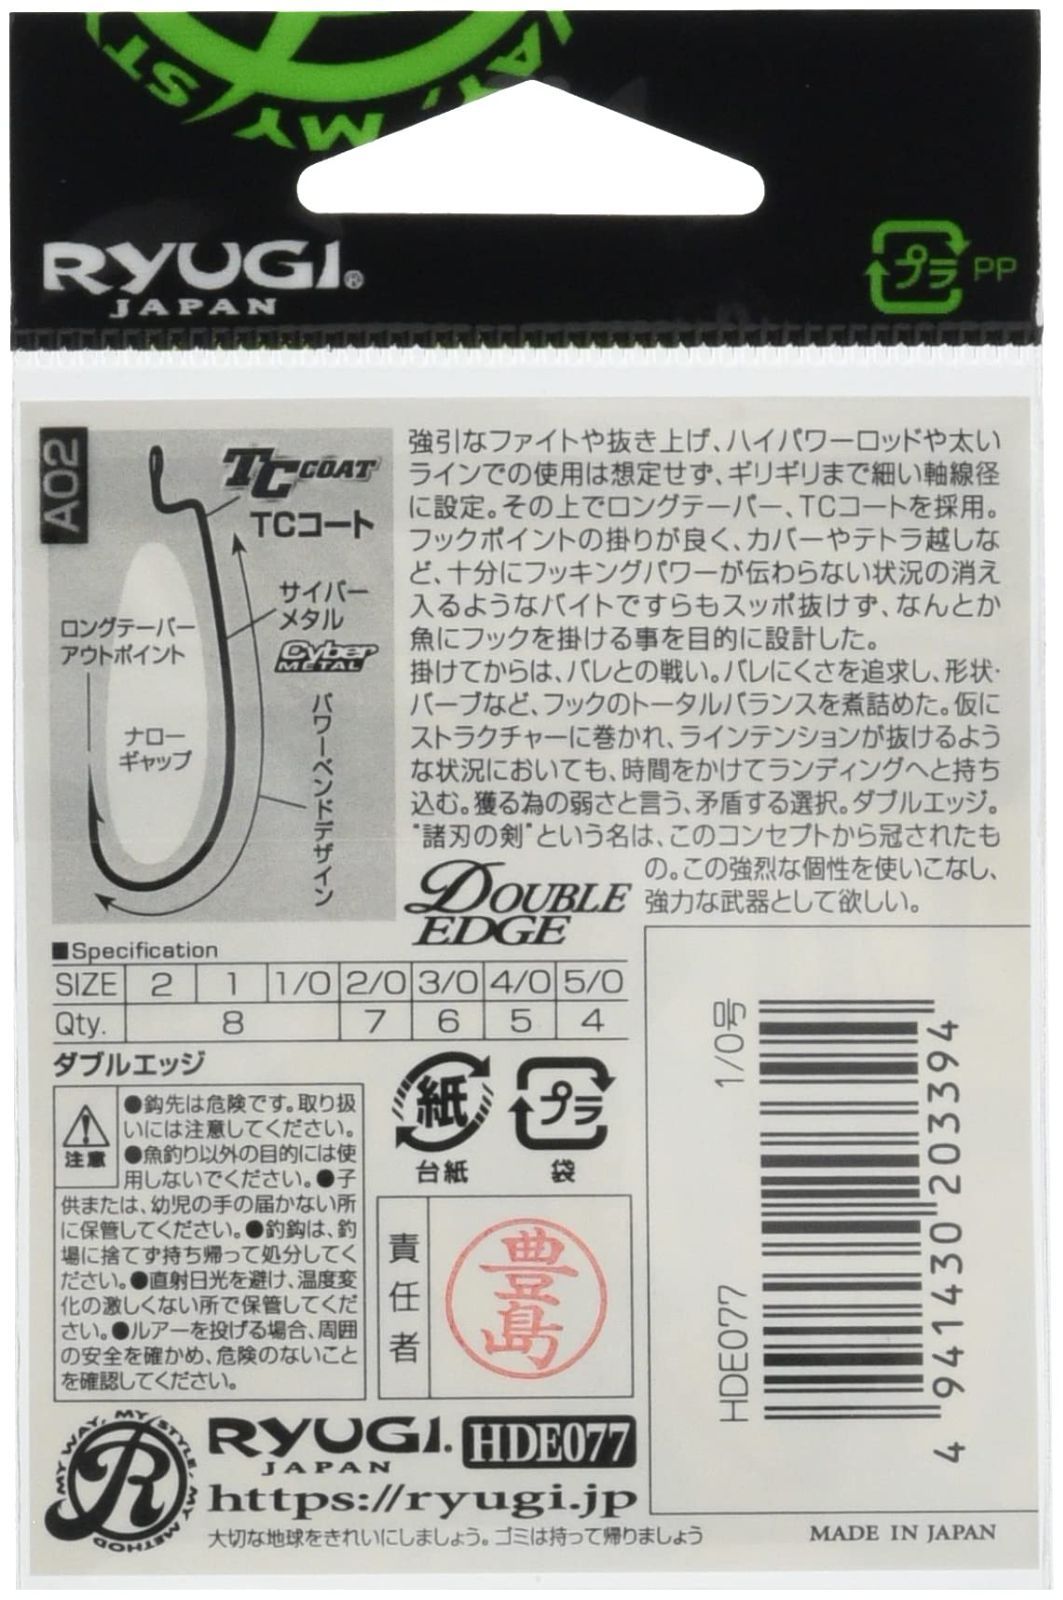 WAY, MY ST
RYUGI®
JAPAN
プラ PP
A02
TC COAT
TCコート
サイバー
メタル
Cyber
METAL
ロングテーパー
アウトポイント
ナロー
ギャップ
パワーベンドデザイン
強引なファイトや抜き上げ、ハイパワーロッドや太い
ラインでの使用は想定せず、ギリギリまで細い軸線径
に設定。その上でロングテーパー、TCコートを採用。
フックポイントの掛りが良く、カバーやテトラ越しな
ど、十分にフッキングパワーが伝わらない状況の消え
入るようなバイトですらもスッポ抜けず、なんとか
魚にフックを掛ける事を目的に設計した。
掛けてからは、バレとの戦い。バレにくさを追求し、形状・
バーブなど、フックのトータルバランスを煮詰めた。仮に
ストラクチャーに巻かれ、ラインテンションが抜けるよう
な状況においても、時間をかけてランディングへと持ち
込む。獲る為の弱さと言う、矛盾する選択。ダブルエッジ。
"諸刃の剣"という名は、このコンセプトから冠されたも
の。この強烈な個性を使いこなし、
強力な武器として欲しい。
DOUBLE
EDGE
■Specification
SIZE 2 1 1/0 2/0 3/0 4/0 5/0
Qty. 8 7 6 5 4
ダブルエッジ
注意
●鈎先は危険です。取り扱
いには注意してください。
●魚釣り以外の目的には使
用しないでください。●子
供または、幼児の手の届かない所
に保管してください。●釣鈎は、釣
場に捨てず持ち帰って処分してく
ださい。●直射日光を避け、温度変
化の激しくない所で保管してくだ
さい。●ルアーを投げる場合、周囲
の安全を確かめ、危険のないこと
を確認してください。
紙
台紙
プラ
袋
責任者
豊島
1/0号
HDE077
4 941430 203394
MY WAY, MY STYLE, MY METHOD
R
RYUGI.
JAPAN
HDE077
https://ryugi.jp
大切な地球をきれいにしましょう。ゴミは持って帰りましょう
MADE IN JAPAN